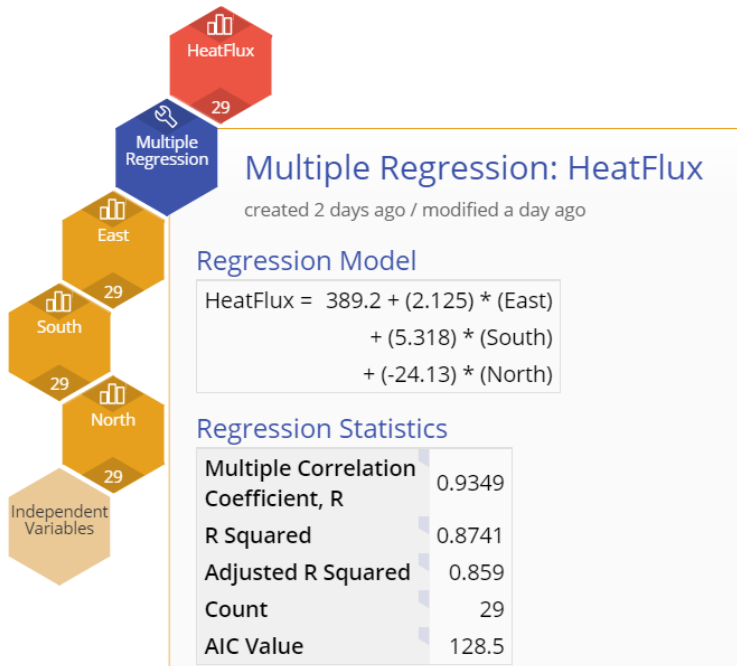 HeatFlux
29
Multiple
Regression
East
29
South
29
North
29
Independent
Variables
Multiple Regression: HeatFlux
created 2 days ago / modified a day ago
Regression Model
HeatFlux = 389.2 + (2.125) * (East)
+ (5.318) * (South)
+ (-24.13) * (North)
Regression Statistics
Multiple Correlation
Coefficient, R 0.9349
R Squared 0.8741
Adjusted R Squared 0.859
Count 29
AIC Value 128.5